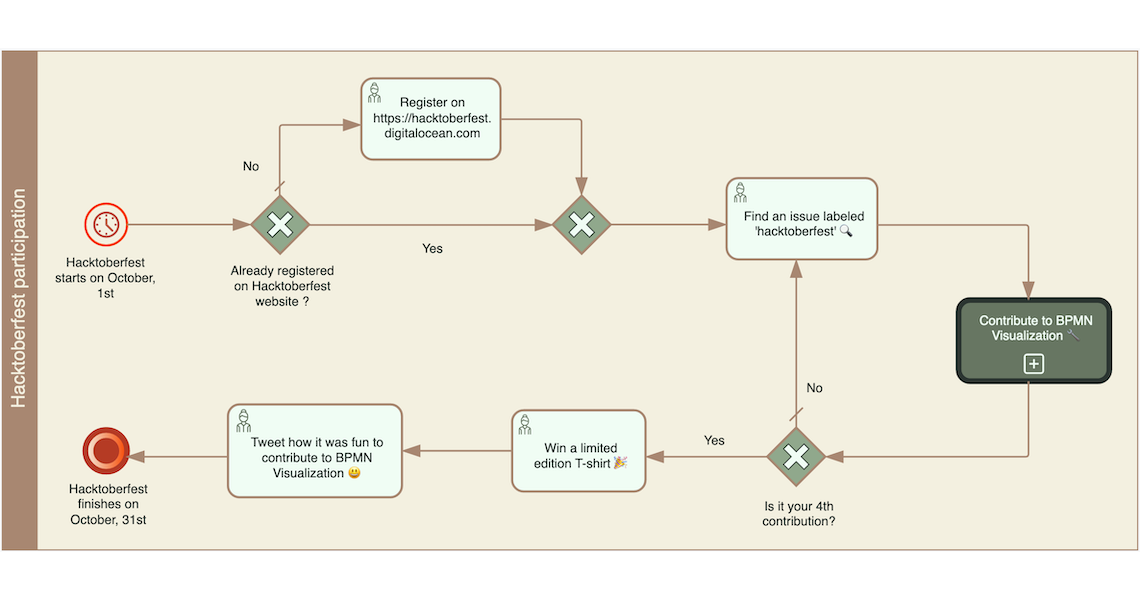 Hacktoberfest participation
Register on
https://hacktoberfest.
digitalocean.com
No
Find an issue labeled
'hacktoberfest' 🔍
Yes
Hacktoberfest
starts on October,
1st
Already registered
on Hacktoberfest
website ?
Contribute to BPMN
Visualization 🔧
No
Tweet how it was fun to
contribute to BPMN
Visualization 😃
Win a limited
edition T-shirt 🎉
Yes
Hacktoberfest
finishes on
October, 31st
Is it your 4th
contribution?